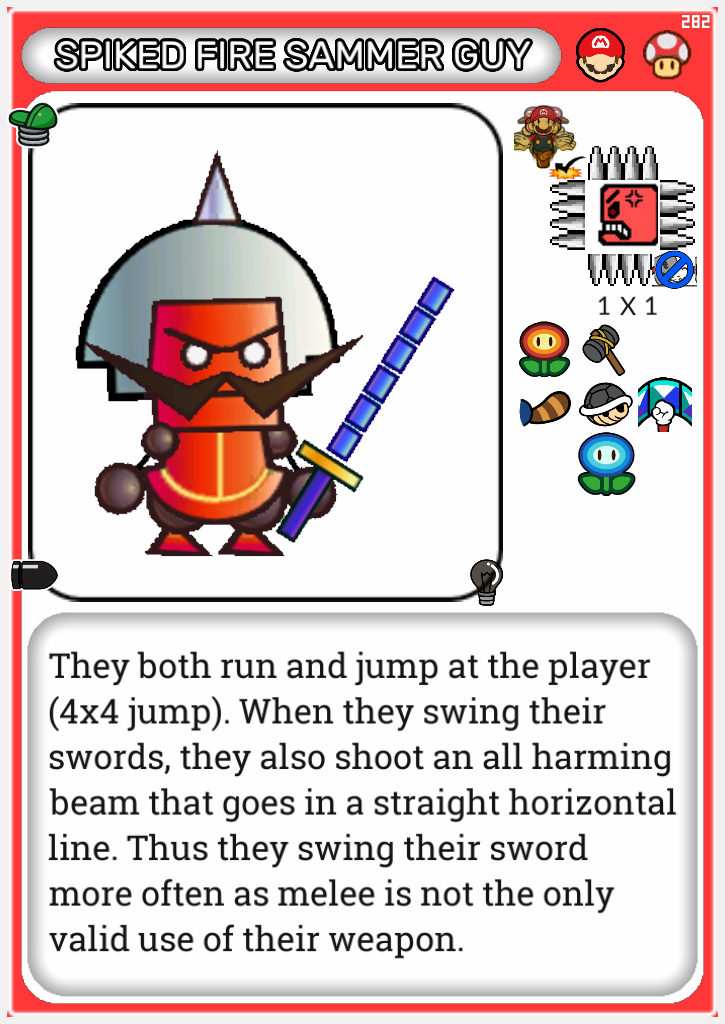 282
SPIKED FIRE SAMMER GUY
1 X 1
They both run and jump at the player
(4x4 jump). When they swing their
swords, they also shoot an all harming
beam that goes in a straight horizontal
line. Thus they swing their sword
more often as melee is not the only
valid use of their weapon.